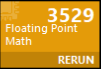 3529
Floating Point
Math
RERUN